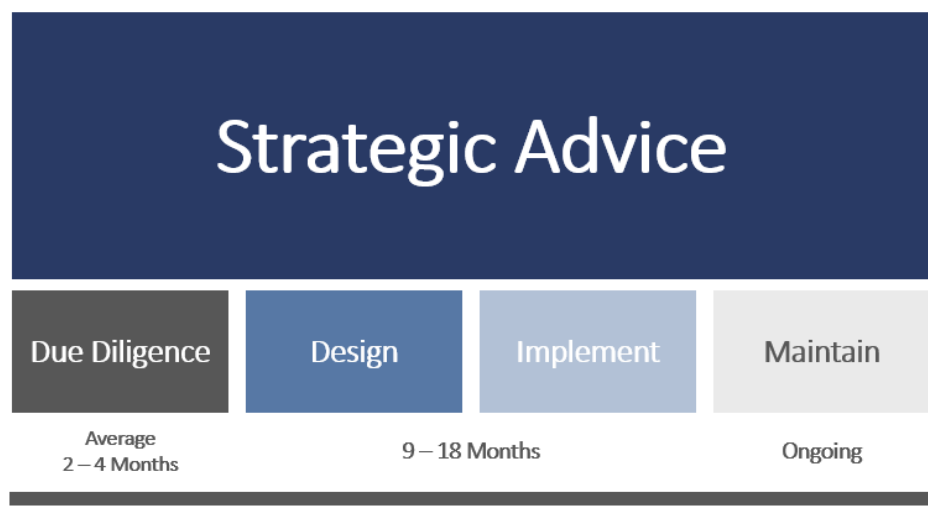 Strategic Advice
Due Diligence
Design
Implement
Maintain
Average
2 – 4 Months
9 – 18 Months
Ongoing